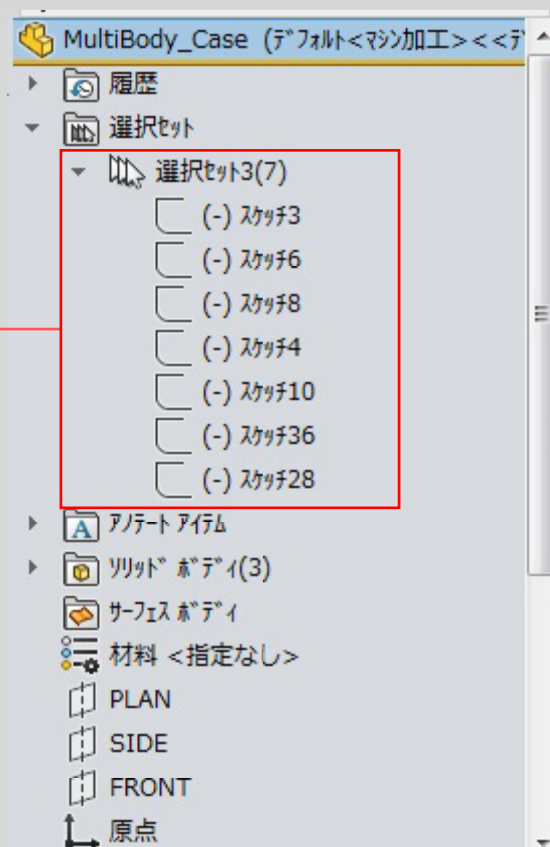 MultiBody_Case (ﾃﾞﾌｫﾙﾄ<ﾏｼﾝ加工><<ﾃﾞ
履歴
選択ｾｯﾄ
選択ｾｯﾄ3(7)
(-) ｽｹｯﾁ3
(-) ｽｹｯﾁ6
(-) ｽｹｯﾁ8
(-) ｽｹｯﾁ4
(-) ｽｹｯﾁ10
(-) ｽｹｯﾁ36
(-) ｽｹｯﾁ28
ｱﾉﾃｰﾄ ｱｲﾃﾑ
ｿﾘｯﾄﾞ ﾎﾞﾃﾞｨ(3)
ｻｰﾌｪｽ ﾎﾞﾃﾞｨ
材料 <指定なし>
PLAN
SIDE
FRONT
原点